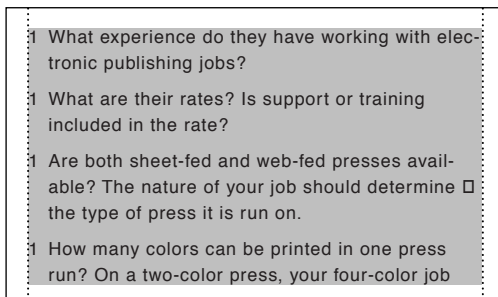 1 What experience do they have working with elec-
tronic publishing jobs?
1 What are their rates? Is support or training
included in the rate?
1 Are both sheet-fed and web-fed presses avail-
able? The nature of your job should determine □
the type of press it is run on.
1 How many colors can be printed in one press
run? On a two-color press, your four-color job